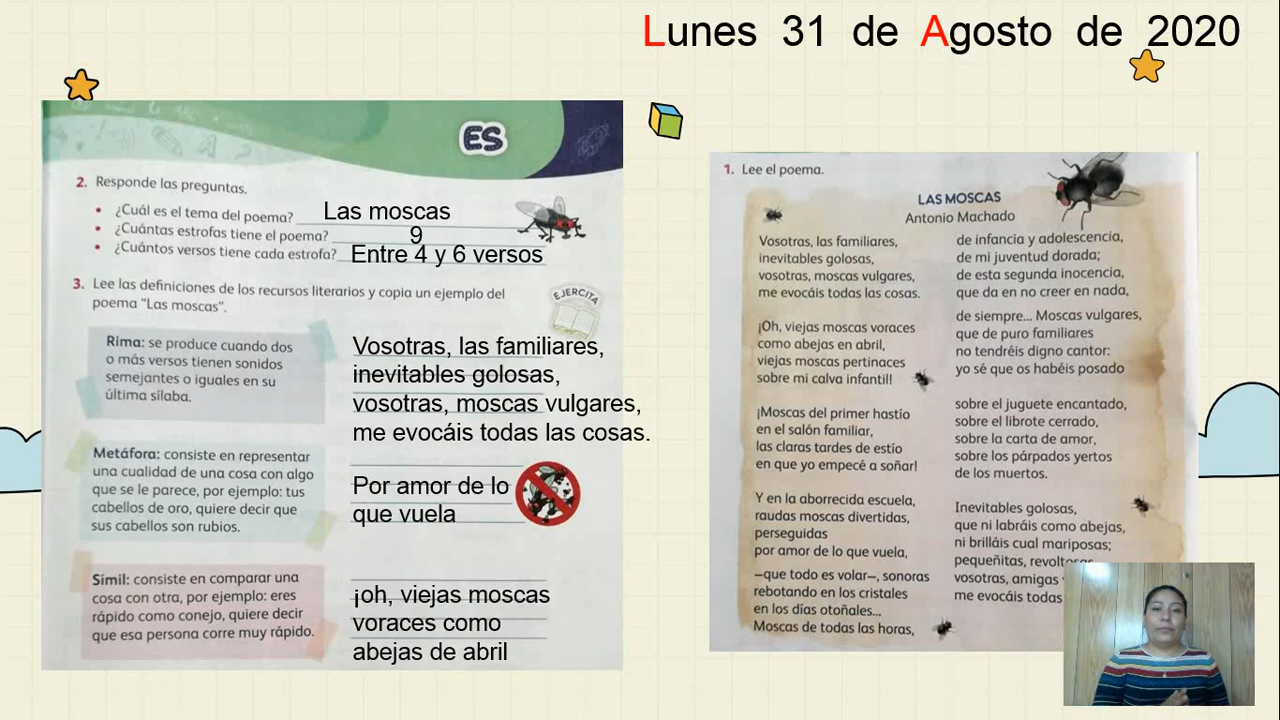 Lunes 31 de Agosto de 2020
ES
2. Responde las preguntas.
• ¿Cuál es el tema del poema? Las moscas
• ¿Cuántas estrofas tiene el poema? 9
• ¿Cuántos versos tiene cada estrofa? Entre 4 y 6 versos
3. Lee las definiciones de los recursos literarios y copia un ejemplo del
poema "Las moscas".
EJERCITA
Rima: se produce cuando dos
o más versos tienen sonidos
semejantes o iguales en su
última sílaba.
Vosotras, las familiares,
inevitables golosas,
vosotras, moscas vulgares,
me evocáis todas las cosas.
Metáfora: consiste en representar
una cualidad de una cosa con algo
que se le parece, por ejemplo: tus
cabellos de oro, quiere decir que
sus cabellos son rubios.
Por amor de lo
que vuela
Símil: consiste en comparar una
cosa con otra, por ejemplo: eres
rápido como conejo, quiere decir
que esa persona corre muy rápido.
¡oh, viejas moscas
voraces como
abejas de abril
1. Lee el poema.
LAS MOSCAS
Antonio Machado
Vosotras, las familiares,
inevitables golosas,
vosotras, moscas vulgares,
me evocáis todas las cosas.
¡Oh, viejas moscas voraces
como abejas en abril,
viejas moscas pertinaces
sobre mi calva infantil!
¡Moscas del primer hastío
en el salón familiar,
las claras tardes de estío
en que yo empecé a soñar!
Y en la aborrecida escuela,
raudas moscas divertidas,
perseguidas
por amor de lo que vuela,
—que todo es volar—, sonoras
rebotando en los cristales
en los días otoñales...
Moscas de todas las horas,
de infancia y adolescencia,
de mi juventud dorada;
de esta segunda inocencia,
que da en no creer en nada,
de siempre... Moscas vulgares,
que de puro familiares
no tendréis digno cantor:
yo sé que os habéis posado
sobre el juguete encantado,
sobre el librote cerrado,
sobre la carta de amor,
sobre los párpados yertos
de los muertos.
Inevitables golosas,
que ni labráis como abejas,
ni brilláis cual mariposas;
pequeñitas,
vosotras, amigas
me evocáis todas